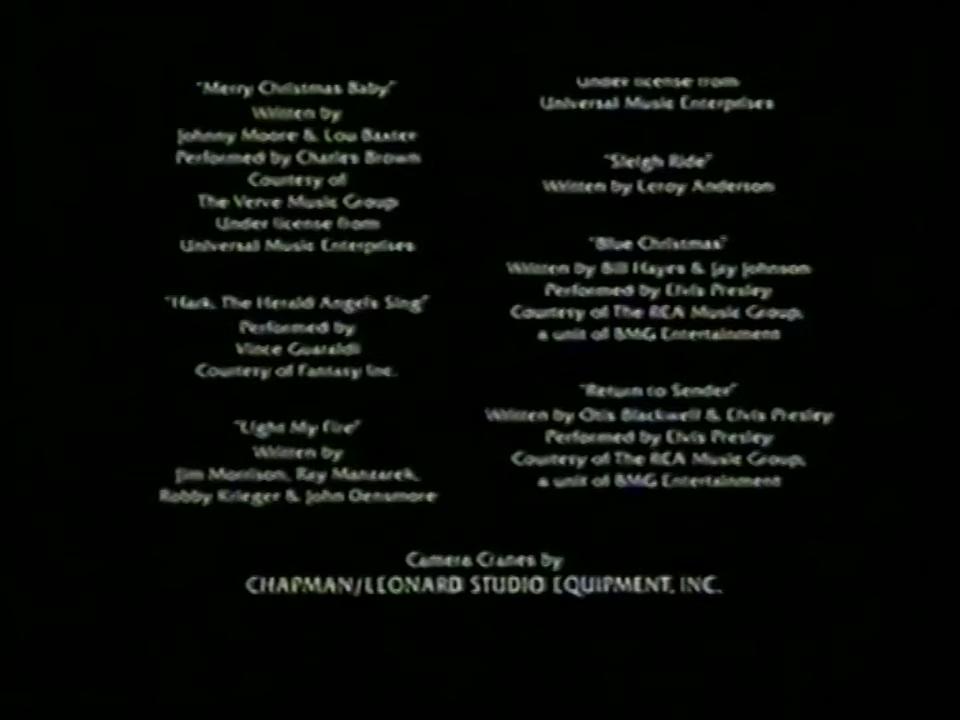 "Merry Christmas Baby"
Written by
Johnny Moore & Lou Baxter
Performed by Charles Brown
Courtesy of
The Verve Music Group
Under license from
Universal Music Enterprises
"Hark, The Herald Angels Sing"
Performed by
Vince Guaraldi
Courtesy of Fantasy Inc.
"Light My Fire"
Written by
Jim Morrison, Ray Manzarek,
Robby Krieger & John Densmore
Under license from
Universal Music Enterprises
"Sleigh Ride"
Written by Leroy Anderson
"Blue Christmas"
Written by Bill Hayes & Jay Johnson
Performed by Elvis Presley
Courtesy of The RCA Music Group,
a unit of BMG Entertainment
"Return to Sender"
Written by Otis Blackwell & Elvis Presley
Performed by Elvis Presley
Courtesy of The RCA Music Group,
a unit of BMG Entertainment
Camera Cranes by
CHAPMAN/LEONARD STUDIO EQUIPMENT, INC.